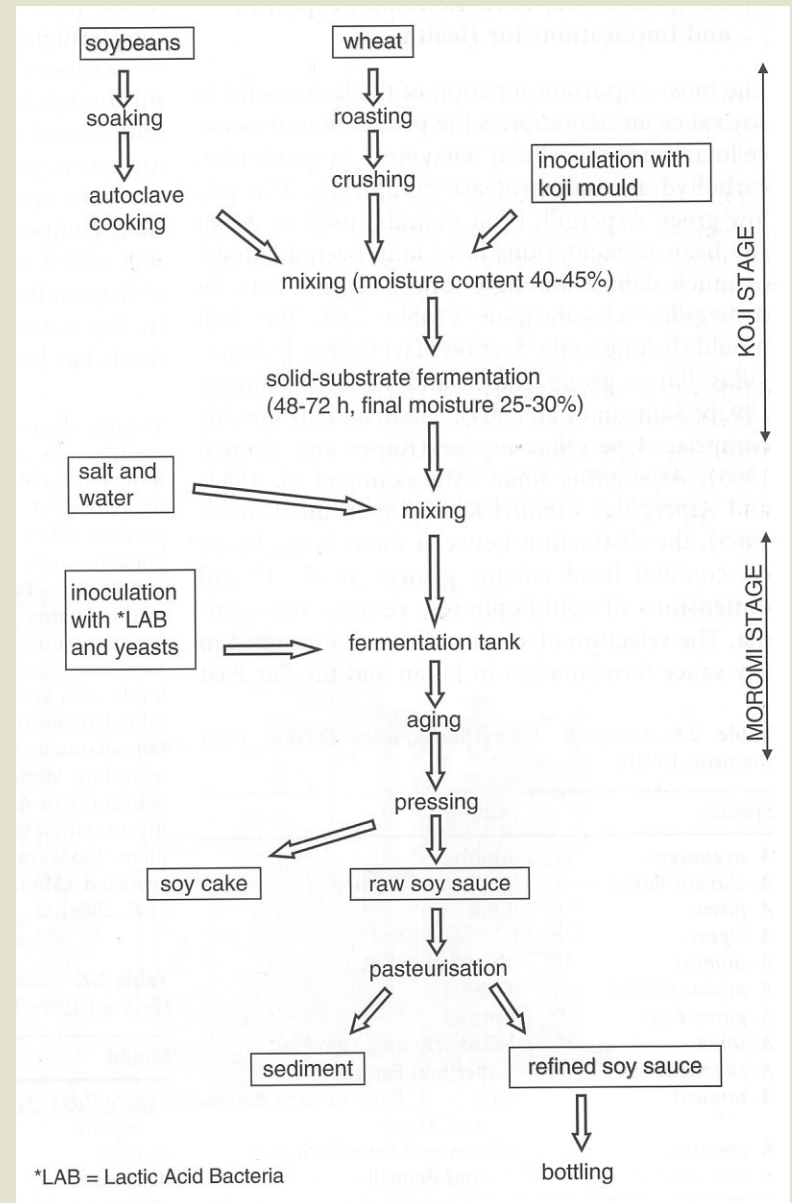 soybeans
wheat
soaking
roasting
autoclave
cooking
crushing
inoculation with
koji mould
mixing (moisture content 40-45%)
KOJI STAGE
solid-substrate fermentation
(48-72 h, final moisture 25-30%)
salt and
water
mixing
inoculation
with *LAB
and yeasts
fermentation tank
MOROMI STAGE
aging
pressing
soy cake
raw soy sauce
pasteurisation
sediment
refined soy sauce
bottling
*LAB = Lactic Acid Bacteria